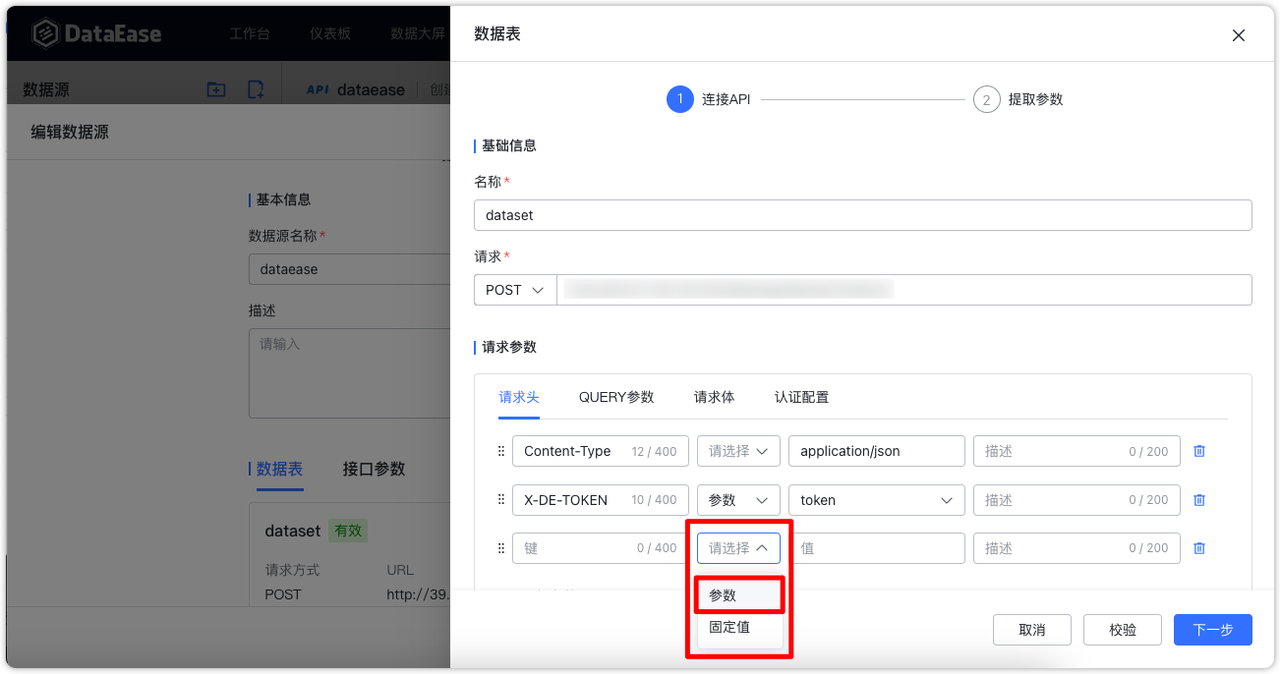 DataEase
工作台
仪表板
数据大屏
数据源
API dataease
编辑数据源
基本信息
数据源名称*
dataease
描述
请输入
数据表
接口参数
dataset 有效
请求方式
URL
POST
http://39.
数据表
1 连接API
2 提取参数
基础信息
名称*
dataset
请求*
POST
请求参数
请求头
QUERY参数
请求体
认证配置
Content-Type 12 / 400 请选择 application/json 描述 0 / 200
X-DE-TOKEN 10 / 400 参数 token 描述 0 / 200
键 0 / 400 请选择 值 描述 0 / 200
参数
固定值
取消
校验
下一步